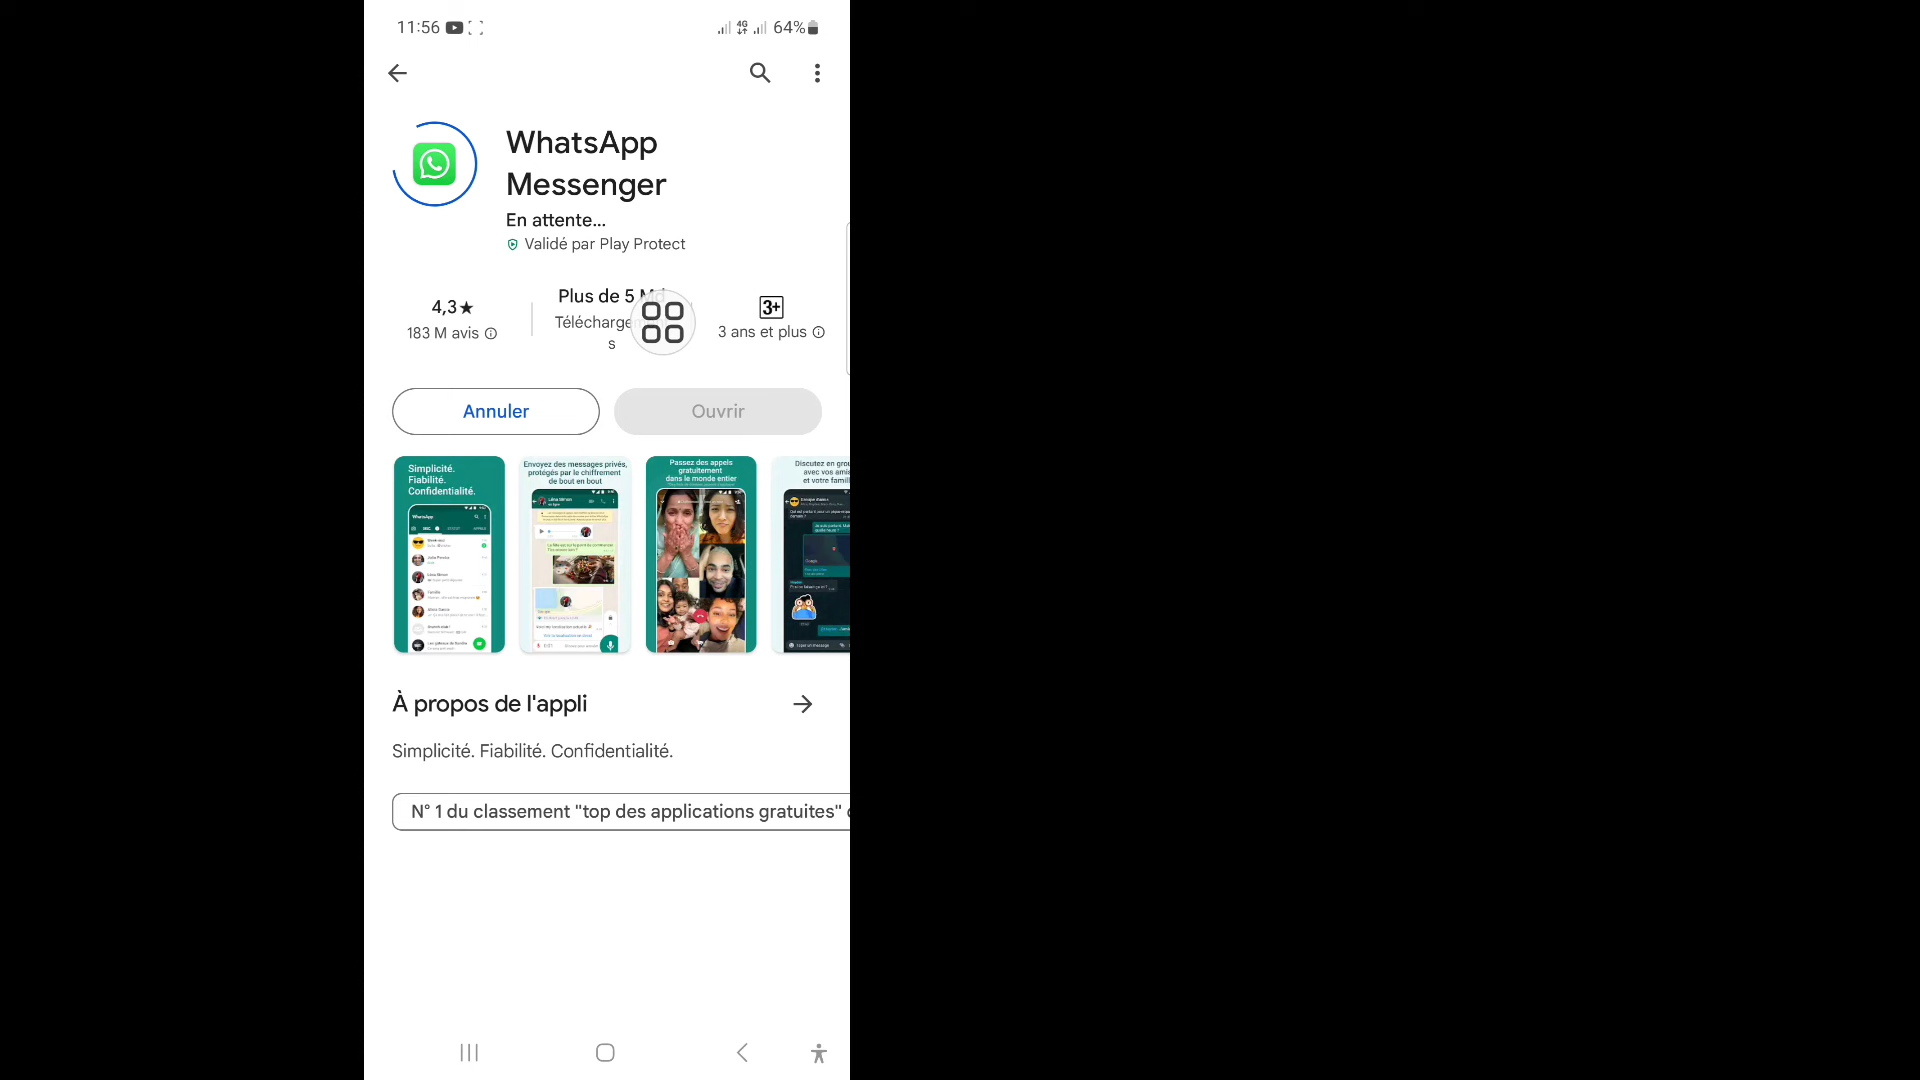 11:56
4G
64%
WhatsApp
Messenger
En attente...
Validé par Play Protect
4,3★
183 M avis
Plus de 5
s
3+
3 ans et plus
Annuler
Ouvrir
Simplicité.
Fiabilité.
Confidentialité.
WhatsApp
Envoyez des messages privés,
protégés par le chiffrement
de bout en bout
Passez des appels
gratuitement
dans le monde entier
À propos de l'appli
Simplicité. Fiabilité. Confidentialité.
N° 1 du classement "top des applications gratuites"